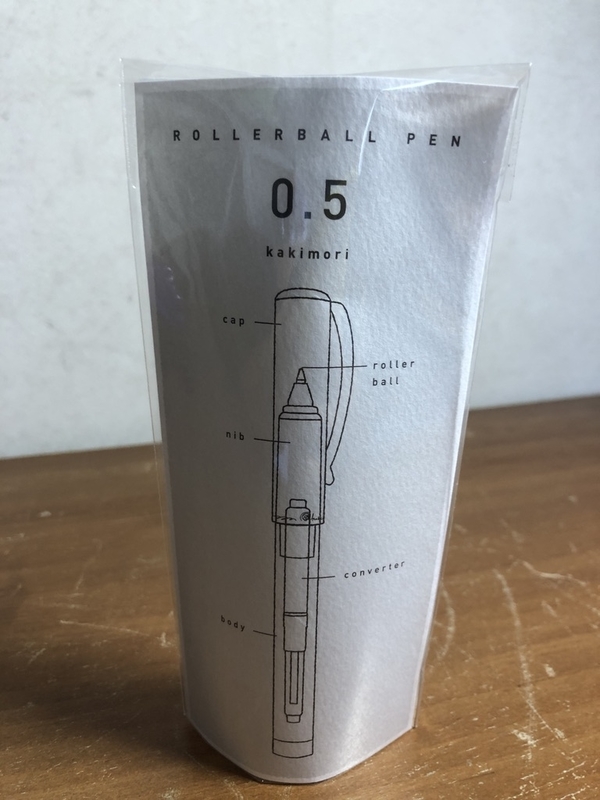 ROLLERBALL PEN
0.5
kakimori
cap
roller
ball
nib
converter
body